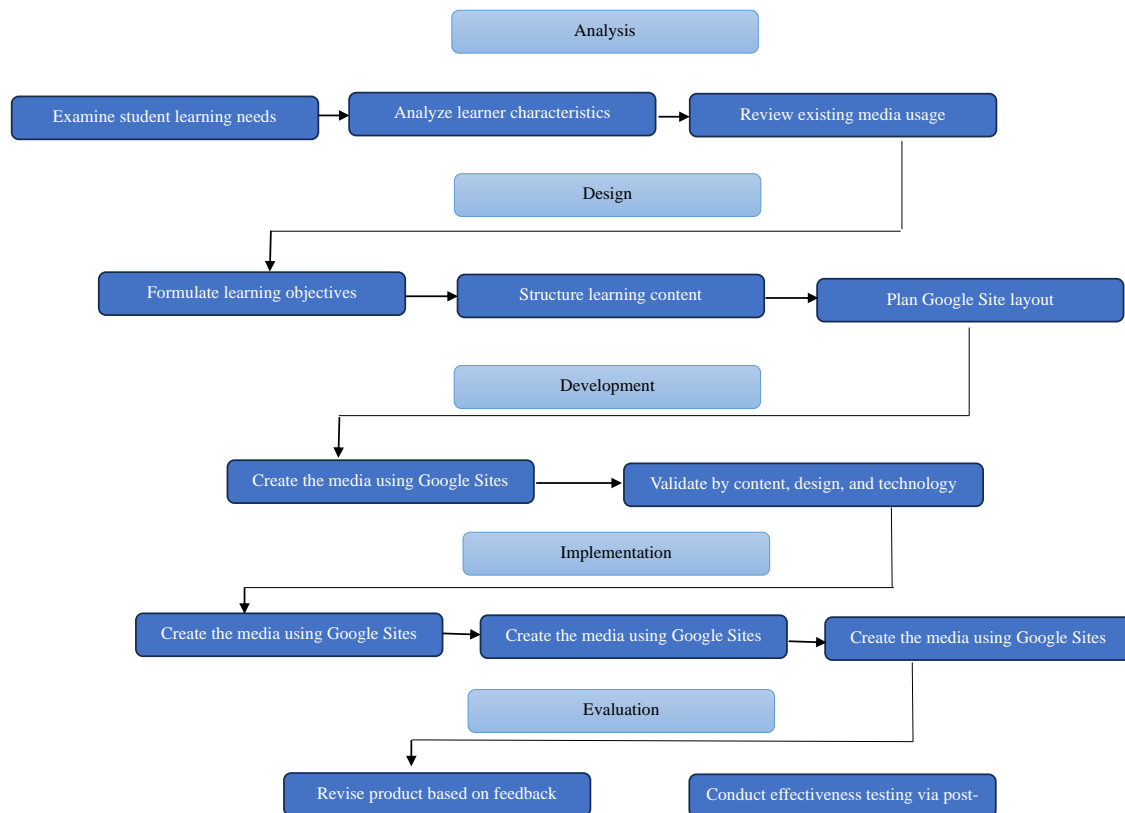 Analysis
Examine student learning needs
Analyze learner characteristics
Review existing media usage
Design
Formulate learning objectives
Structure learning content
Plan Google Site layout
Development
Create the media using Google Sites
Validate by content, design, and technology
Implementation
Create the media using Google Sites
Create the media using Google Sites
Create the media using Google Sites
Evaluation
Revise product based on feedback
Conduct effectiveness testing via post-